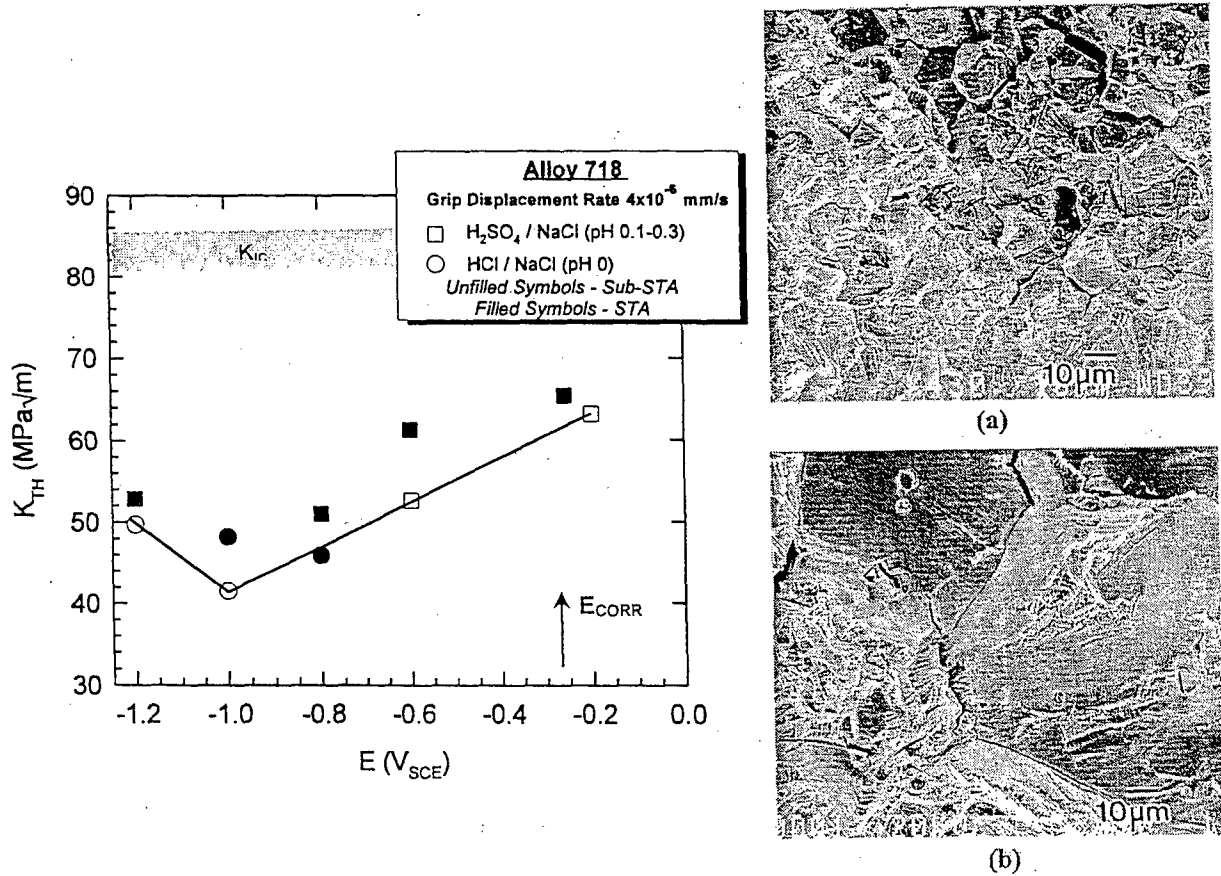 Alloy 718
Grip Displacement Rate 4x10⁻⁶ mm/s
□ H₂SO₄ / NaCl (pH 0.1-0.3)
○ HCl / NaCl (pH 0)
Unfilled Symbols - Sub-STA
Filled Symbols - STA
90
80
70
60
50
40
30
K_IC
K_TH (MPa√m)
E_CORR
-1.2 -1.0 -0.8 -0.6 -0.4 -0.2 0.0
E (V_SCE)
10µm
(a)
10µm
(b)